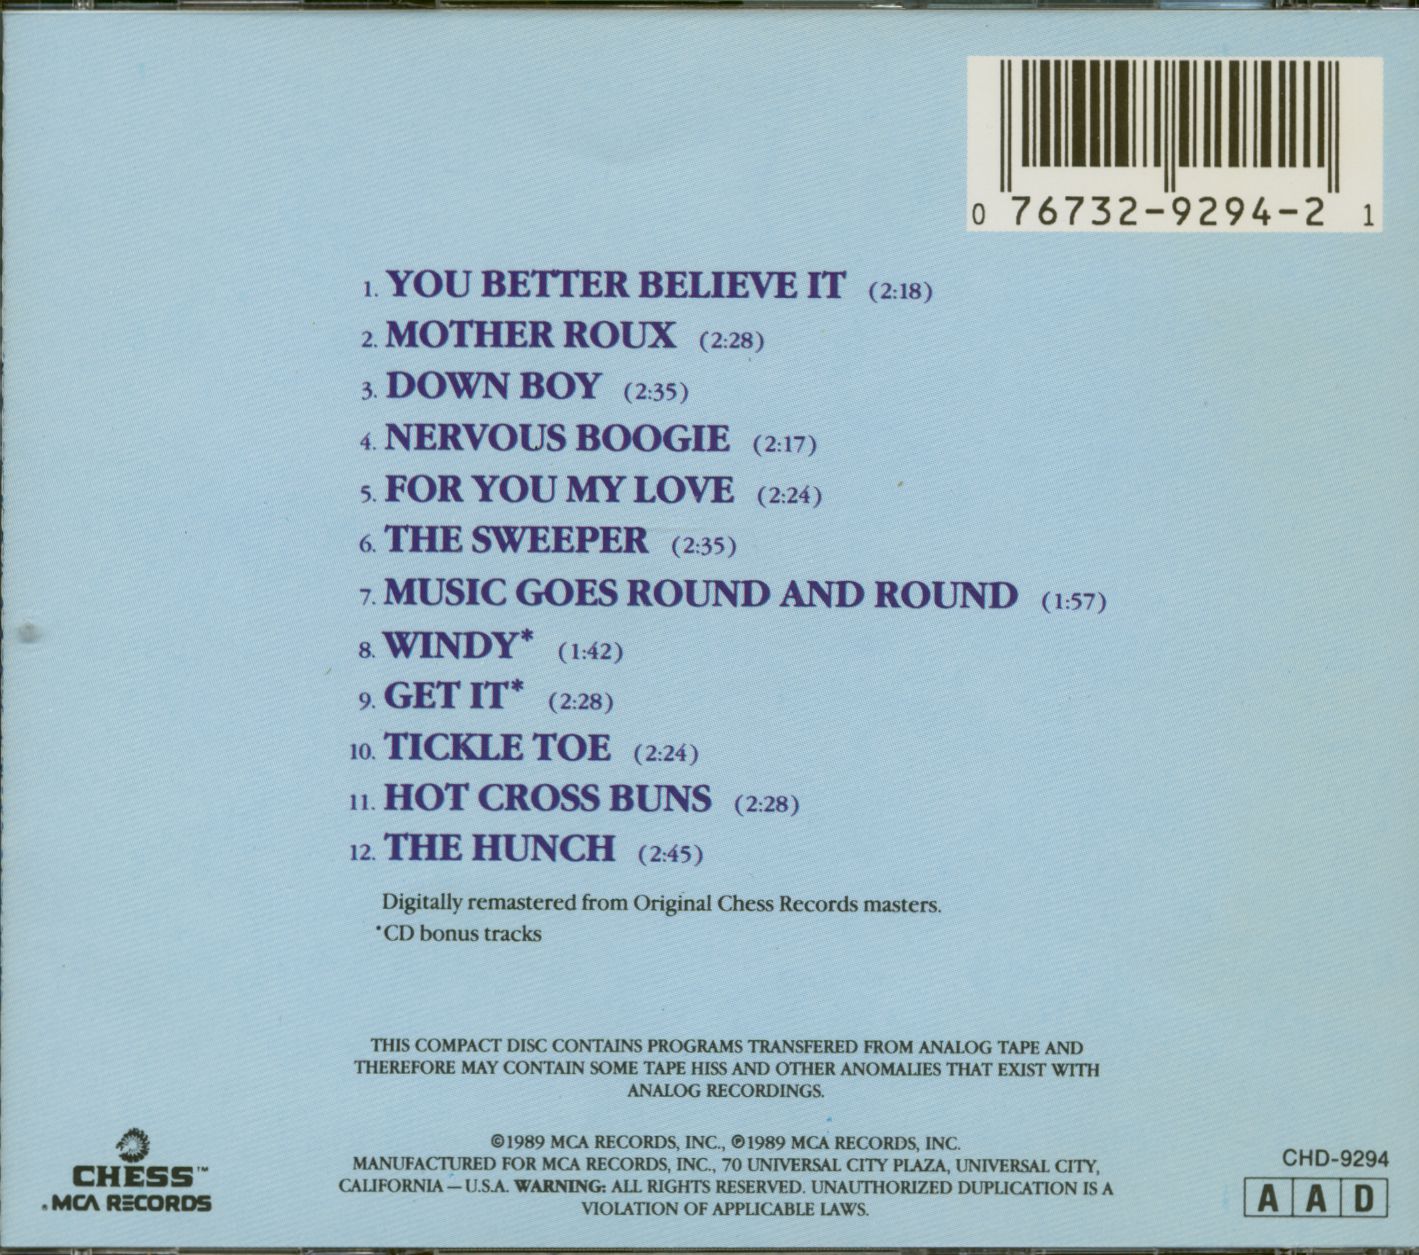 0 76732-9294-2 1
1. YOU BETTER BELIEVE IT (2:18)
2. MOTHER ROUX (2:28)
3. DOWN BOY (2:35)
4. NERVOUS BOOGIE (2:17)
5. FOR YOU MY LOVE (2:24)
6. THE SWEEPER (2:35)
7. MUSIC GOES ROUND AND ROUND (1:57)
8. WINDY* (1:42)
9. GET IT* (2:28)
10. TICKLE TOE (2:24)
11. HOT CROSS BUNS (2:28)
12. THE HUNCH (2:45)
Digitally remastered from Original Chess Records masters.
*CD bonus tracks
THIS COMPACT DISC CONTAINS PROGRAMS TRANSFERED FROM ANALOG TAPE AND
THEREFORE MAY CONTAIN SOME TAPE HISS AND OTHER ANOMALIES THAT EXIST WITH
ANALOG RECORDINGS.
©1989 MCA RECORDS, INC., ℗1989 MCA RECORDS, INC.
MANUFACTURED FOR MCA RECORDS, INC., 70 UNIVERSAL CITY PLAZA, UNIVERSAL CITY,
CALIFORNIA — U.S.A. WARNING: ALL RIGHTS RESERVED. UNAUTHORIZED DUPLICATION IS A
VIOLATION OF APPLICABLE LAWS.
CHESS™
MCA RECORDS
CHD-9294
A A D